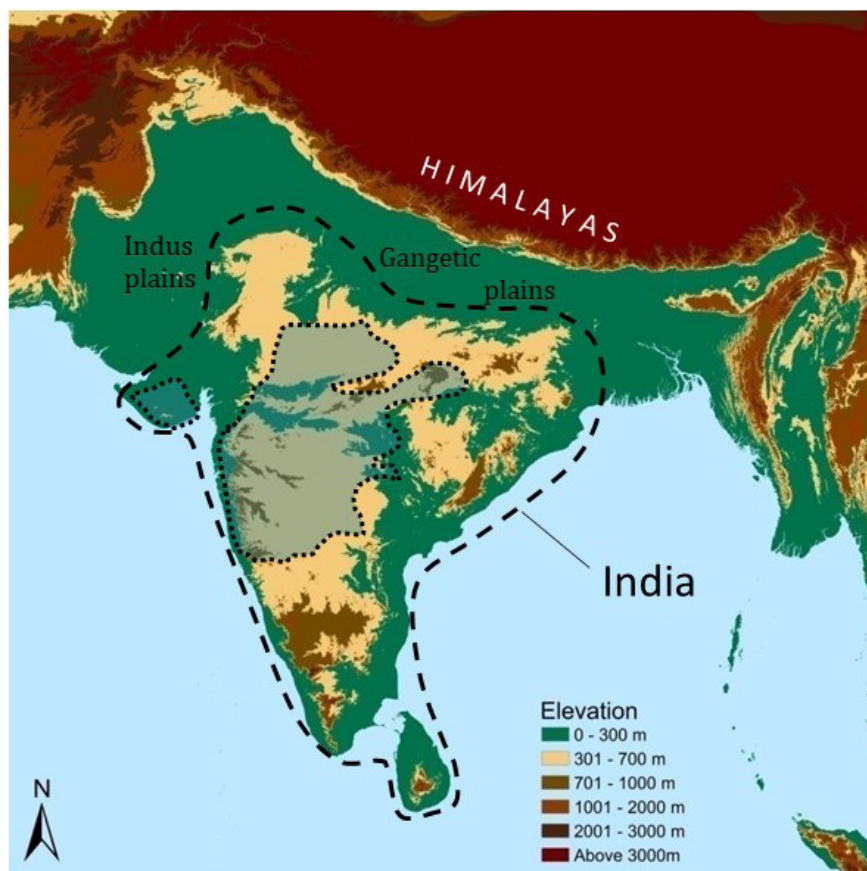 HIMALAYAS
Indus
plains
Gangetic
plains
India
Elevation
0 - 300 m
301 - 700 m
701 - 1000 m
1001 - 2000 m
2001 - 3000 m
Above 3000m
N